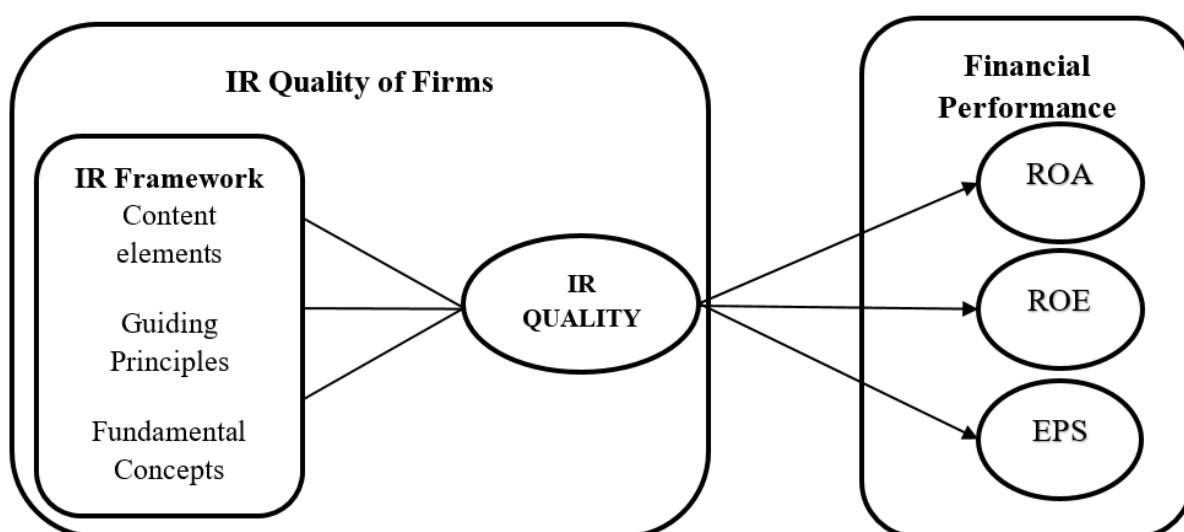 IR Quality of Firms
IR Framework
Content
elements
Guiding
Principles
Fundamental
Concepts
IR
QUALITY
Financial
Performance
ROA
ROE
EPS